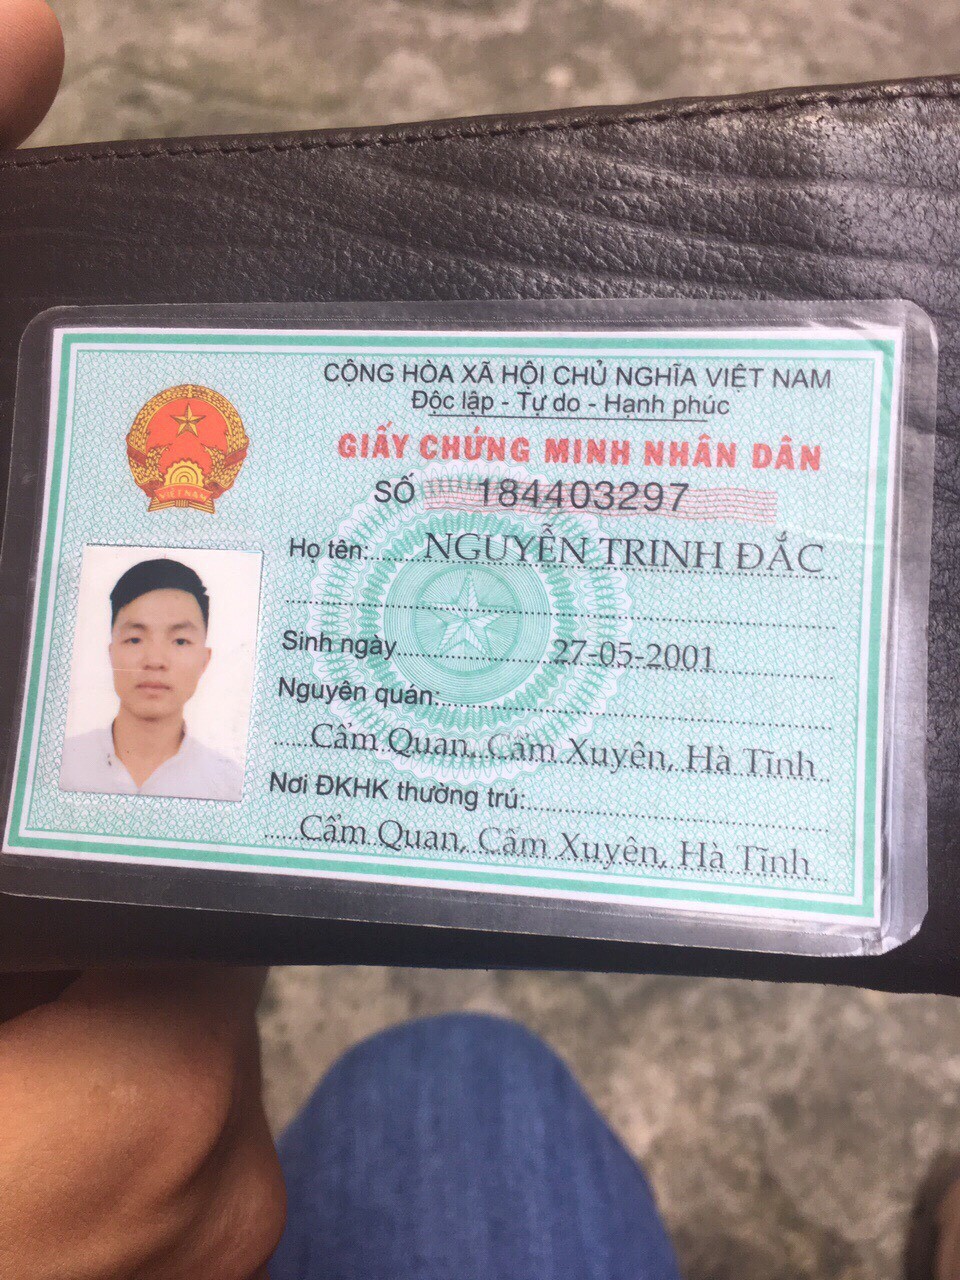 CỘNG HÒA XÃ HỘI CHỦ NGHĨA VIỆT NAM
Độc lập - Tự do - Hạnh phúc
GIẤY CHỨNG MINH NHÂN DÂN
SỐ 184403297
Họ tên: NGUYỄN TRINH ĐẮC
Sinh ngày 27-05-2001
Nguyên quán:
Cẩm Quan, Cẩm Xuyên, Hà Tĩnh
Nơi ĐKHK thường trú:
Cẩm Quan, Cẩm Xuyên, Hà Tĩnh
VIỆT NAM